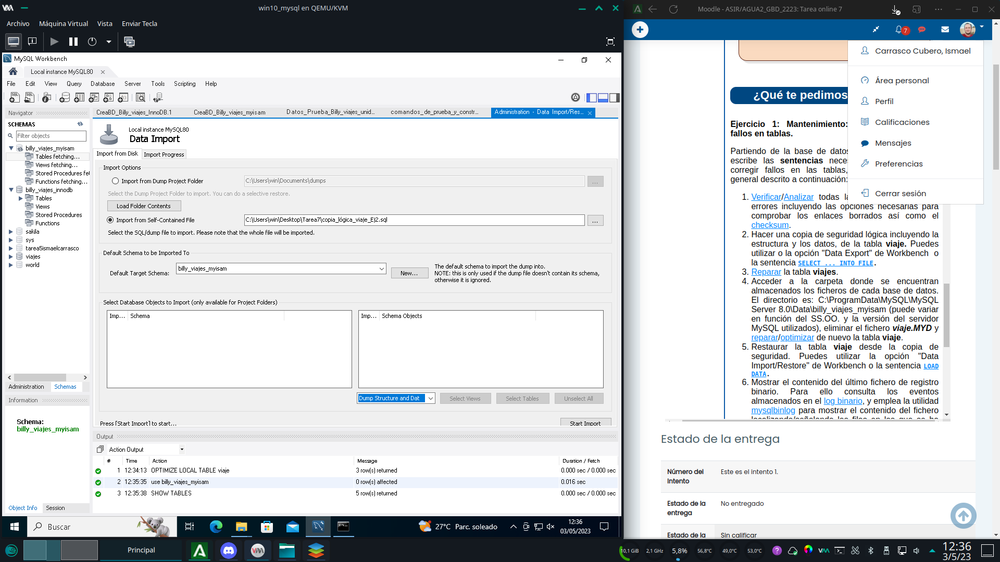 win10_mysql en QEMU/KVM
Archivo Máquina Virtual Vista Enviar Tecla
MySQL Workbench
Local instance MySQL80
File Edit View Query Database Server Tools Scripting Help
Navigator
SCHEMAS
Filter objects
billy_viajes_myisam
Tables fetching...
Views fetching...
Stored Procedures fet
Functions fetching...
billy_viajes_innodb
Tables
Views
Stored Procedures
Functions
sakila
sys
tarea5ismaelcarrasco
viajes
world
Administration Schemas
Information
Schema:
billy_viajes_myisam
Object Info Session
CreaBD_Billy_viajes_InnoDB.1 CreaBD_Billy_viajes_myisam Datos_Prueba_Billy_viajes_unid... comandos_de_prueba_y_constr... Administration - Data Import/Res...
Local instance MySQL80
Data Import
Import from Disk Import Progress
Import Options
Import from Dump Project Folder C:\Users\win\Documents\dumps ...
Select the Dump Project Folder to import. You can do a selective restore.
Load Folder Contents
Import from Self-Contained File C:\Users\win\Desktop\Tarea7\copia_lógica_viaje_Ej2.sql ...
Select the SQL/dump file to import. Please note that the whole file will be imported.
Default Schema to be Imported To
Default Target Schema: billy_viajes_myisam New...
The default schema to import the dump into.
NOTE: this is only used if the dump file doesn't contain its schema,
otherwise it is ignored.
Select Database Objects to Import (only available for Project Folders)
Imp... Schema
Imp... Schema Objects
Dump Structure and Dat Select Views Select Tables Unselect All
Press [Start Import] to start... Start Import
Output
Action Output
# Time Action Message Duration / Fetch
1 12:34:13 OPTIMIZE LOCAL TABLE viaje 3 row(s) returned 0.000 sec / 0.000 sec
2 12:35:35 use billy_viajes_myisam 0 row(s) affected 0.016 sec
3 12:35:38 SHOW TABLES 5 row(s) returned 0.000 sec / 0.000 sec
Buscar
27°C Parc. soleado
12:36
03/05/2023
Moodle - ASIR/AGUA2_GBD_2223: Tarea online 7
7
Carrasco Cubero, Ismael
Área personal
Perfil
Calificaciones
Mensajes
Preferencias
Cerrar sesión
¿Qué te pedimos
Ejercicio 1: Mantenimiento:
fallos en tablas.
Partiendo de la base de datos
escribe las sentencias nece
corregir fallos en las tablas,
general descrito a continuación:
1. Verificar/Analizar todas la
errores incluyendo las opciones necesarias para
comprobar los enlaces borrados así como el
checksum.
2. Hacer una copia de seguridad lógica incluyendo la
estructura y los datos, de la tabla viaje. Puedes
utilizar o la opción "Data Export" de Workbench o
la sentencia SELECT ... INTO FILE.
3. Reparar la tabla viajes.
4. Acceder a la carpeta donde se encuentran
almacenados los ficheros de cada base de datos.
El directorio es: C:\ProgramData\MySQL\MySQL
Server 8.0\Data\billy_viajes_myisam (puede variar
en función del SS.OO. y la versión del servidor
MySQL utilizados), eliminar el fichero viaje.MYD y
reparar/optimizar de nuevo la tabla viaje.
5. Restaurar la tabla viaje desde la copia de
seguridad. Puedes utilizar la opción "Data
Import/Restore" de Workbench o la sentencia LOAD
DATA.
6. Mostrar el contenido del último fichero de registro
binario. Para ello consulta los eventos
almacenados en el log binario, y emplea la utilidad
mysqlbinlog para mostrar el contenido del fichero
Estado de la entrega
Número del
Intento
Este es el intento 1.
Estado de la
entrega
No entregado
Estado de la
Sin calificar
Principal
10,1 GiB 2,1 GHz 5,8% 56,8°C 49,0°C 53,0°C
12:36
3/5/23